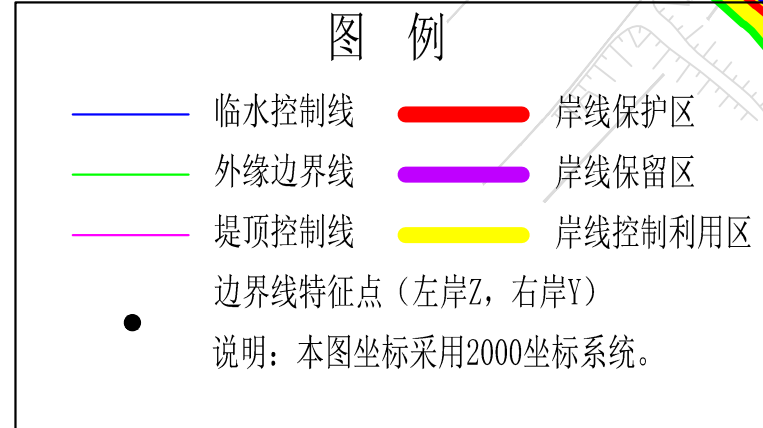 图 例
临水控制线 岸线保护区
外缘边界线 岸线保留区
堤顶控制线 岸线控制利用区
边界线特征点（左岸Z，右岸Y）
说明：本图坐标采用2000坐标系统。